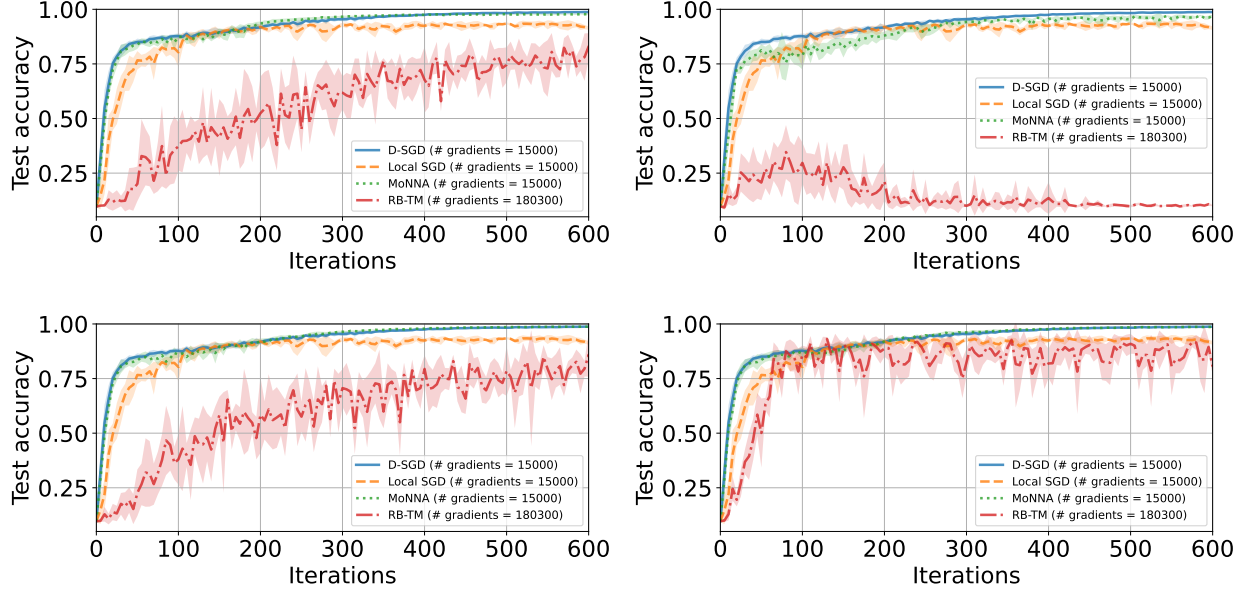 1.00
0.75
0.50
0.25
Test accuracy
D-SGD (# gradients = 15000)
Local SGD (# gradients = 15000)
MoNNA (# gradients = 15000)
RB-TM (# gradients = 180300)
0 100 200 300 400 500 600
Iterations
1.00
0.75
0.50
0.25
Test accuracy
D-SGD (# gradients = 15000)
Local SGD (# gradients = 15000)
MoNNA (# gradients = 15000)
RB-TM (# gradients = 180300)
0 100 200 300 400 500 600
Iterations
1.00
0.75
0.50
0.25
Test accuracy
D-SGD (# gradients = 15000)
Local SGD (# gradients = 15000)
MoNNA (# gradients = 15000)
RB-TM (# gradients = 180300)
0 100 200 300 400 500 600
Iterations
1.00
0.75
0.50
0.25
Test accuracy
D-SGD (# gradients = 15000)
Local SGD (# gradients = 15000)
MoNNA (# gradients = 15000)
RB-TM (# gradients = 180300)
0 100 200 300 400 500 600
Iterations